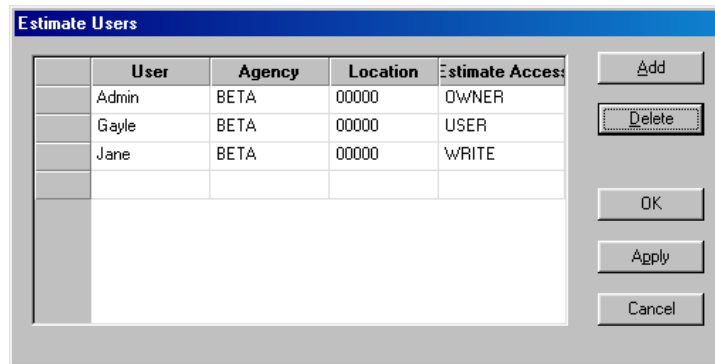 Estimate Users
User Agency Location Estimate Access
Admin BETA 00000 OWNER
Gayle BETA 00000 USER
Jane BETA 00000 WRITE
Add
Delete
OK
Apply
Cancel